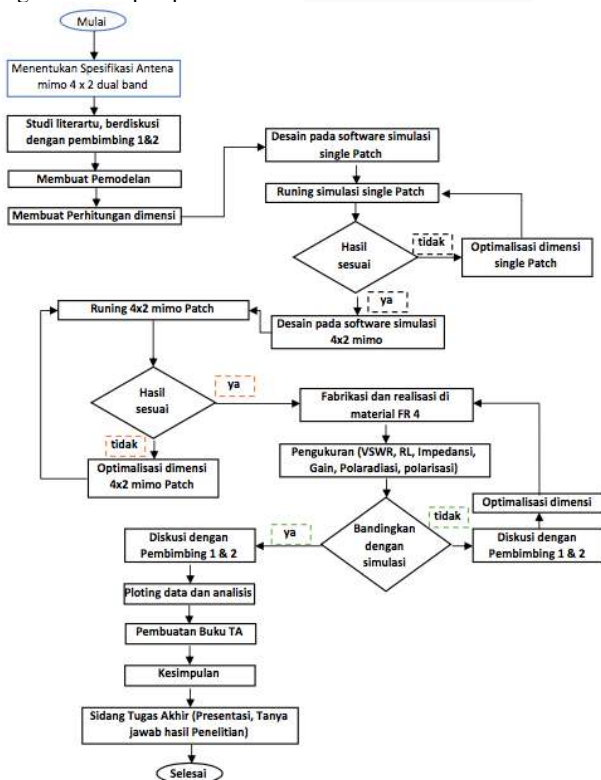 Mulai
Menentukan Spesifikasi Antena
mimo 4 x 2 dual band
Studi literartu, berdiskusi
dengan pembimbing 1&2
Membuat Pemodelan
Membuat Perhitungan dimensi
Desain pada software simulasi
single Patch
Runing simulasi single Patch
Hasil
sesuai
tidak
Optimalisasi dimensi
single Patch
ya
Desain pada software simulasi
4x2 mimo
Runing 4x2 mimo Patch
Hasil
sesuai
ya
tidak
Optimalisasi dimensi
4x2 mimo Patch
Fabrikasi dan realisasi di
material FR 4
Pengukuran (VSWR, RL, Impedansi,
Gain, Polaradiasi, polarisasi)
Bandingkan
dengan
simulasi
tidak
Diskusi dengan
Pembimbing 1 & 2
Optimalisasi dimensi
ya
Diskusi dengan
Pembimbing 1 & 2
Ploting data dan analisis
Pembuatan Buku TA
Kesimpulan
Sidang Tugas Akhir (Presentasi, Tanya
jawab hasil Penelitian)
Selesai